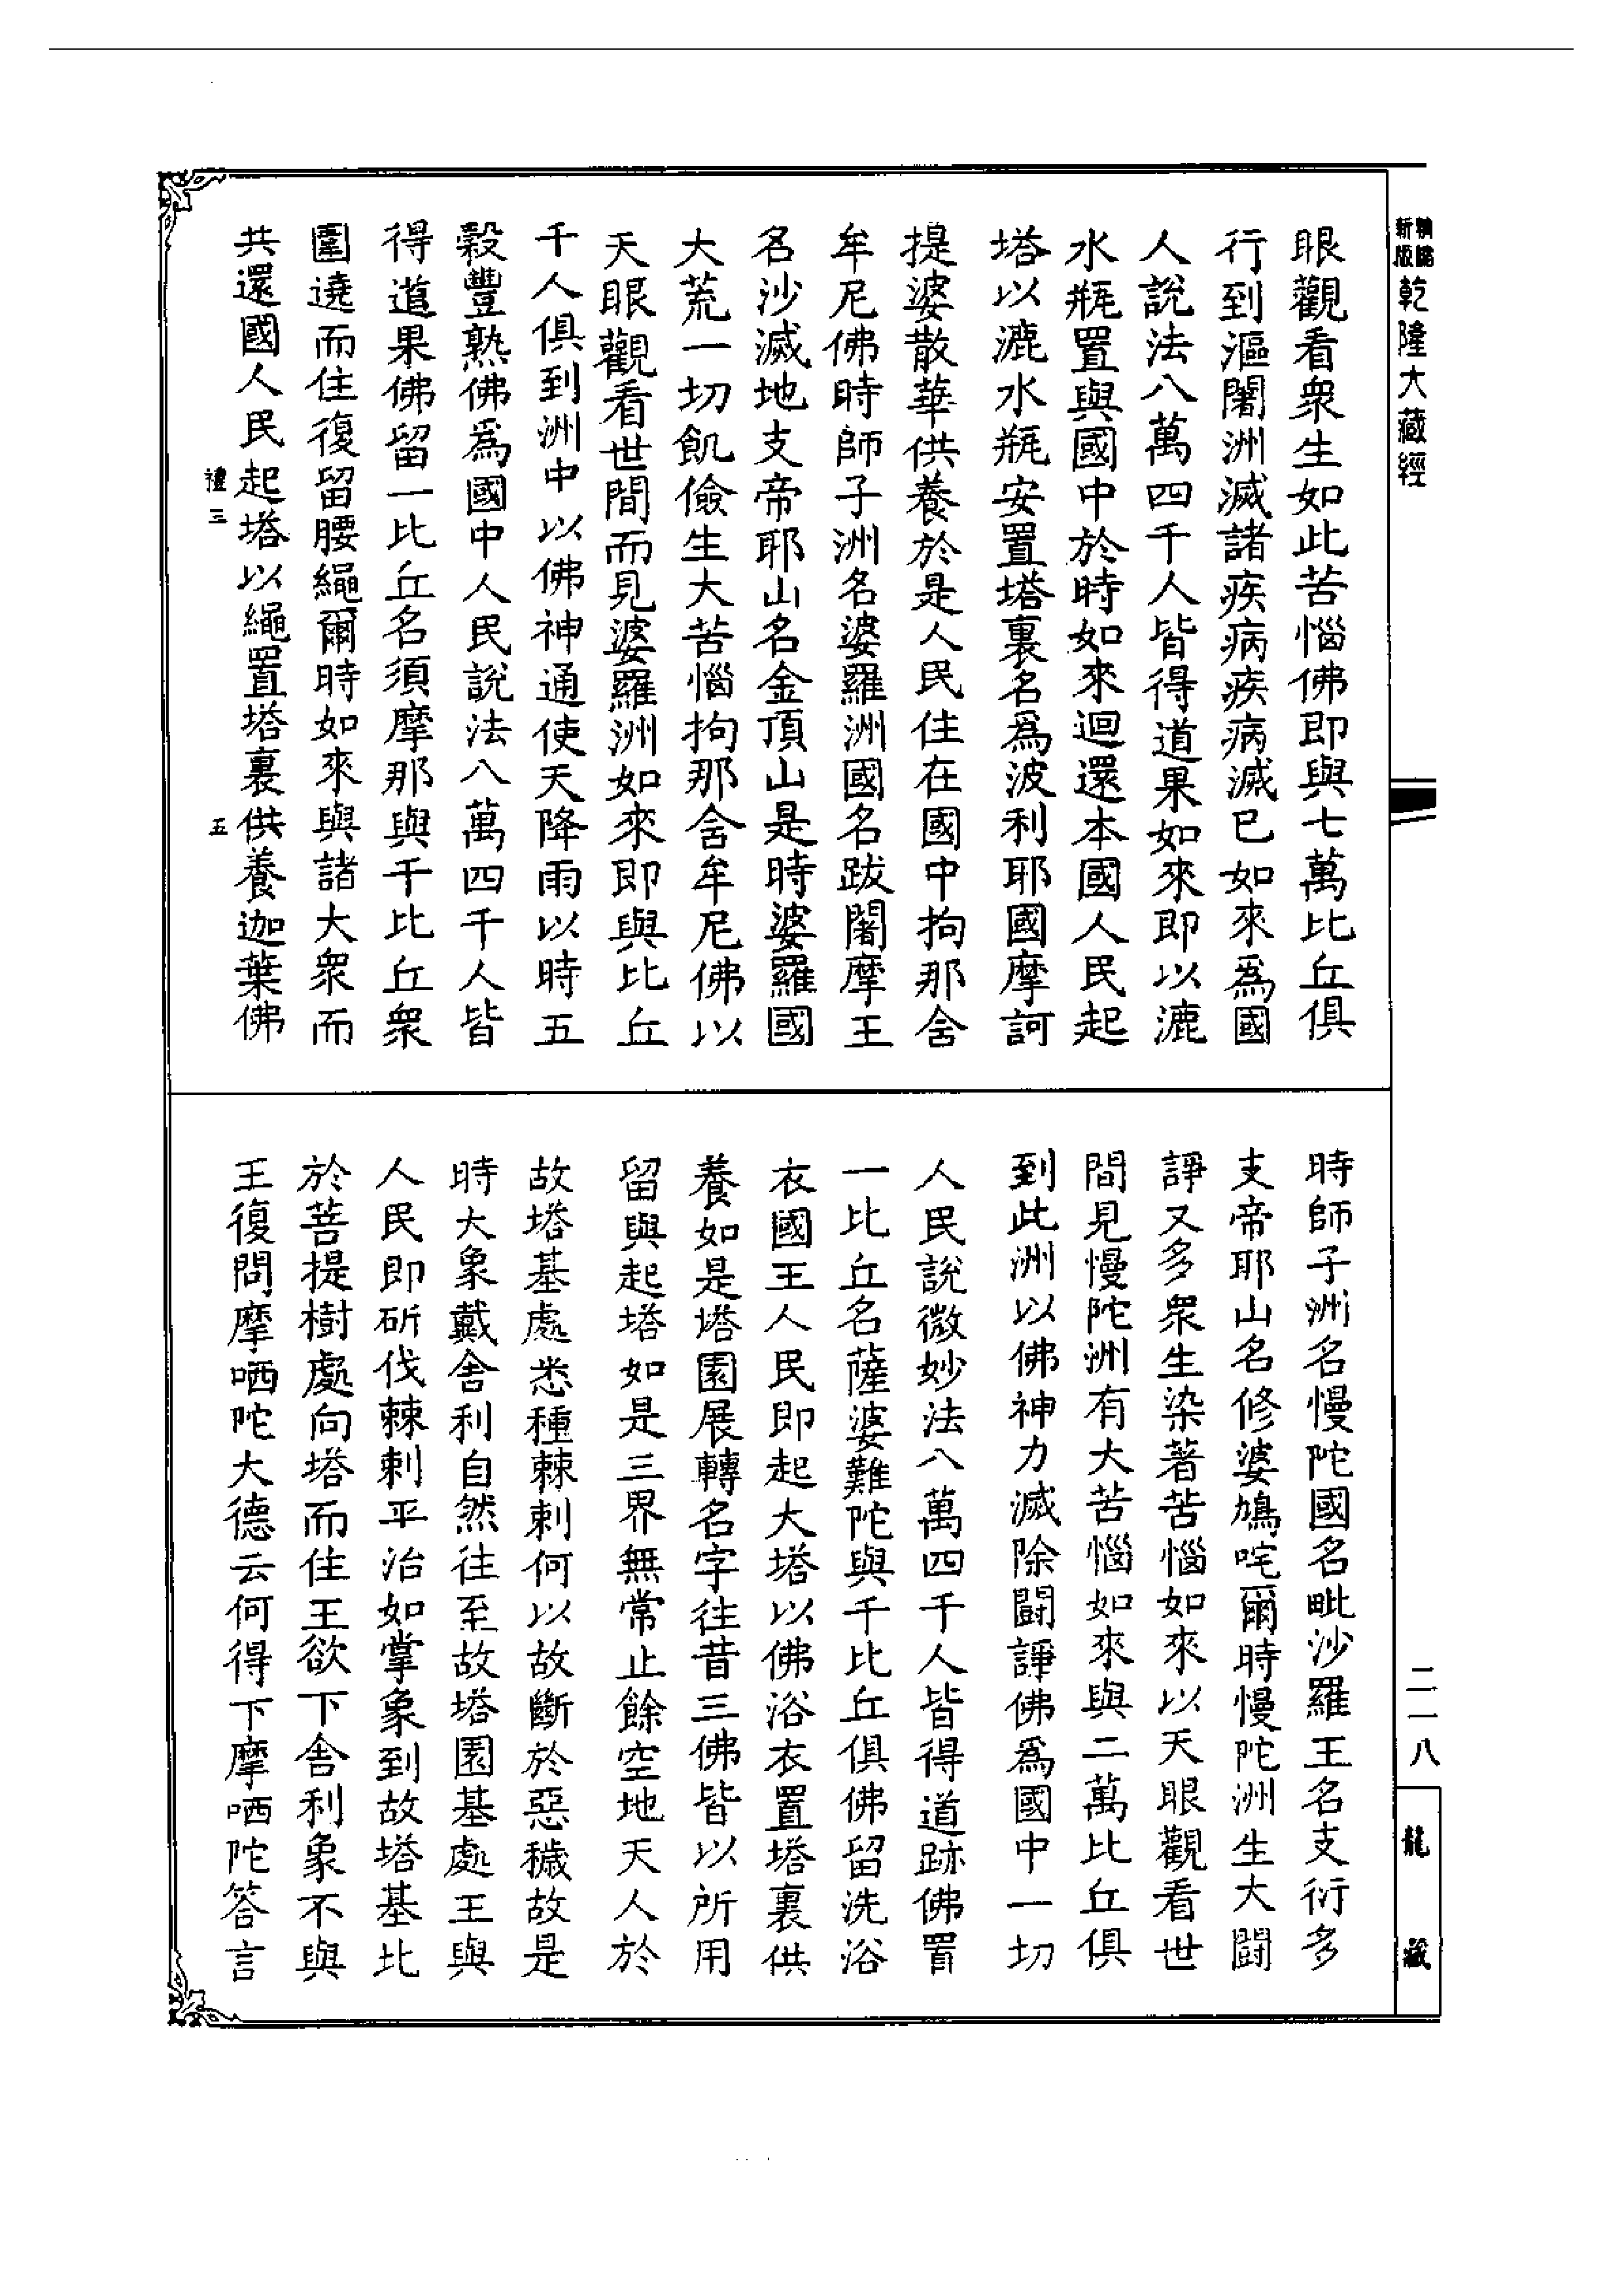 新版
乾隆大藏經
眼觀看衆生如此苦惱佛即與七萬比丘俱
行到漚闍洲滅諸疾病疾病滅已如來爲國
人說法八萬四千人皆得道果如來即以漉
水瓶置與國中於時如來迴還本國人民起
塔以漉水瓶安置塔裏名爲波利耶國摩訶
提婆散華供養於是人民住在國中拘那舍
牟尼佛時師子洲名婆羅洲國名跋闍摩王
名沙滅地支帝耶山名金頂山是時婆羅國
大荒一切飢儉生大苦惱拘那舍牟尼佛以
天眼觀看世間而見婆羅洲如來即與比丘
千人俱到洲中以佛神通使天降雨以時五
穀豐熟佛爲國中人民說法八萬四千人皆
得道果佛留一比丘名須摩那與千比丘衆
圍遶而住復留腰繩爾時如來與諸大衆而
共還國人民起塔以繩置塔裏供養迦葉佛
禮三 五
時師子洲名慢陀國名毗沙羅王名支衍多
支帝耶山名修婆鳩咤爾時慢陀洲生大鬪
諍又多衆生染著苦惱如來以天眼觀看世
間見慢陀洲有大苦惱如來與二萬比丘俱
到此洲以佛神力滅除鬪諍佛爲國中一切
人民說微妙法八萬四千人皆得道跡佛置
一比丘名薩婆難陀與千比丘俱佛留洗浴
衣國王人民即起大塔以佛浴衣置塔裏供
養如是塔園展轉名字往昔三佛皆以所用
留與起塔如是三界無常止餘空地天人於
故塔基處悉種棘刺何以故斷於惡穢故是
時大象戴舍利自然往至故塔園基處王與
人民即斫伐棘刺平治如掌象到故塔基比
於菩提樹處向塔而住王欲下舍利象不與
王復問摩哂陀大德云何得下摩哂陀答言
二一八
龍藏